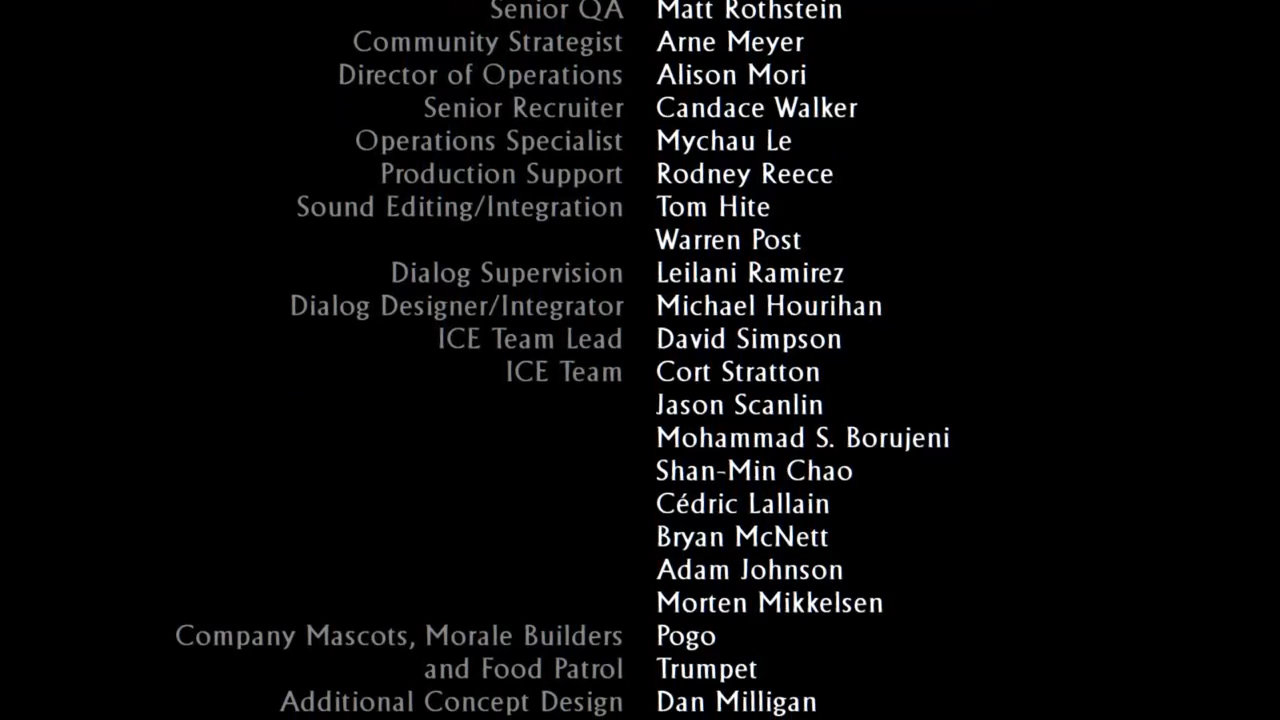 Senior QA Matt Rothstein
Community Strategist Arne Meyer
Director of Operations Alison Mori
Senior Recruiter Candace Walker
Operations Specialist Mychau Le
Production Support Rodney Reece
Sound Editing/Integration Tom Hite
Warren Post
Dialog Supervision Leilani Ramirez
Dialog Designer/Integrator Michael Hourihan
ICE Team Lead David Simpson
ICE Team Cort Stratton
Jason Scanlin
Mohammad S. Borujeni
Shan-Min Chao
Cédric Lallain
Bryan McNett
Adam Johnson
Morten Mikkelsen
Company Mascots, Morale Builders Pogo
and Food Patrol Trumpet
Additional Concept Design Dan Milligan